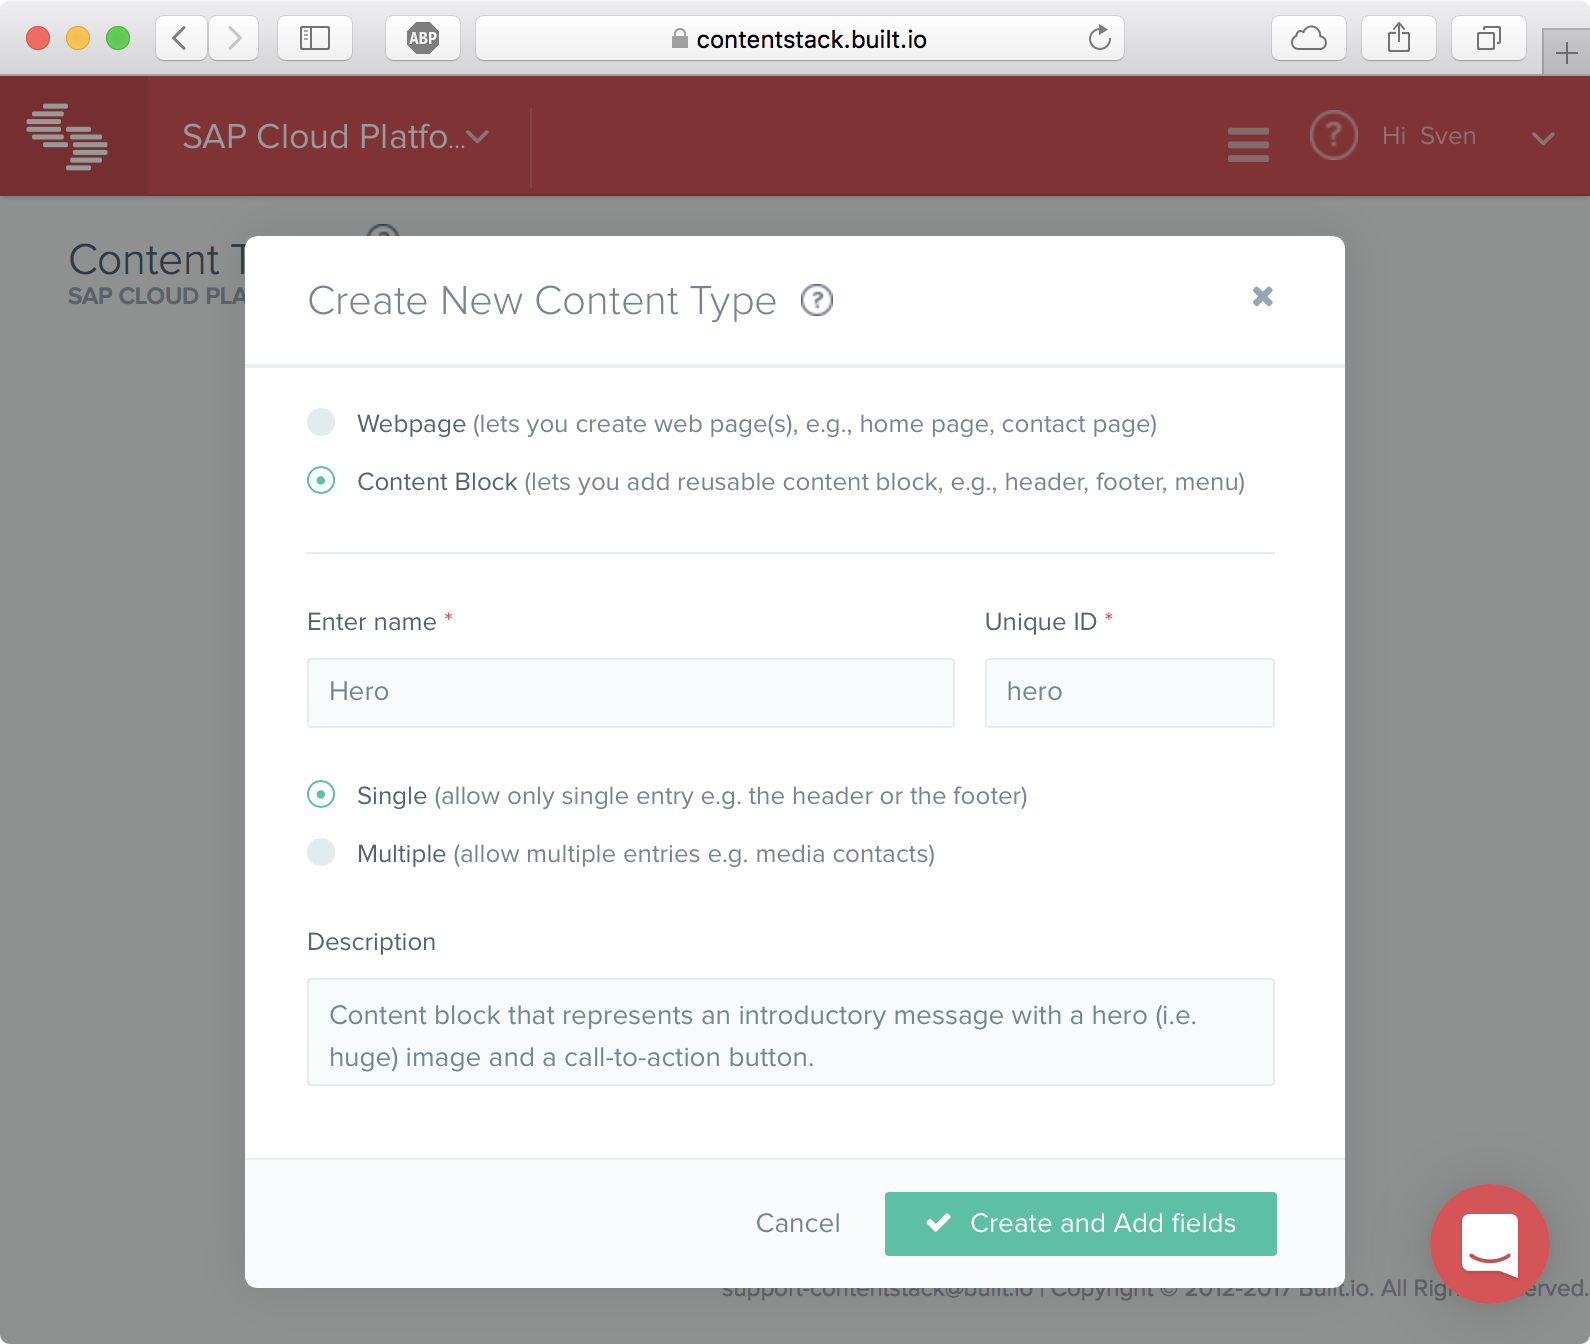 ABP
contentstack.built.io
SAP Cloud Platfo...
? Hi Sven
Content T
SAP CLOUD PLA
Create New Content Type ?
Webpage (lets you create web page(s), e.g., home page, contact page)
Content Block (lets you add reusable content block, e.g., header, footer, menu)
Enter name *
Unique ID *
Hero
hero
Single (allow only single entry e.g. the header or the footer)
Multiple (allow multiple entries e.g. media contacts)
Description
Content block that represents an introductory message with a hero (i.e.
huge) image and a call-to-action button.
Cancel
Create and Add fields
support-contentstack@built.io | Copyright © 2012-2017 Built.io. All Rig erved.